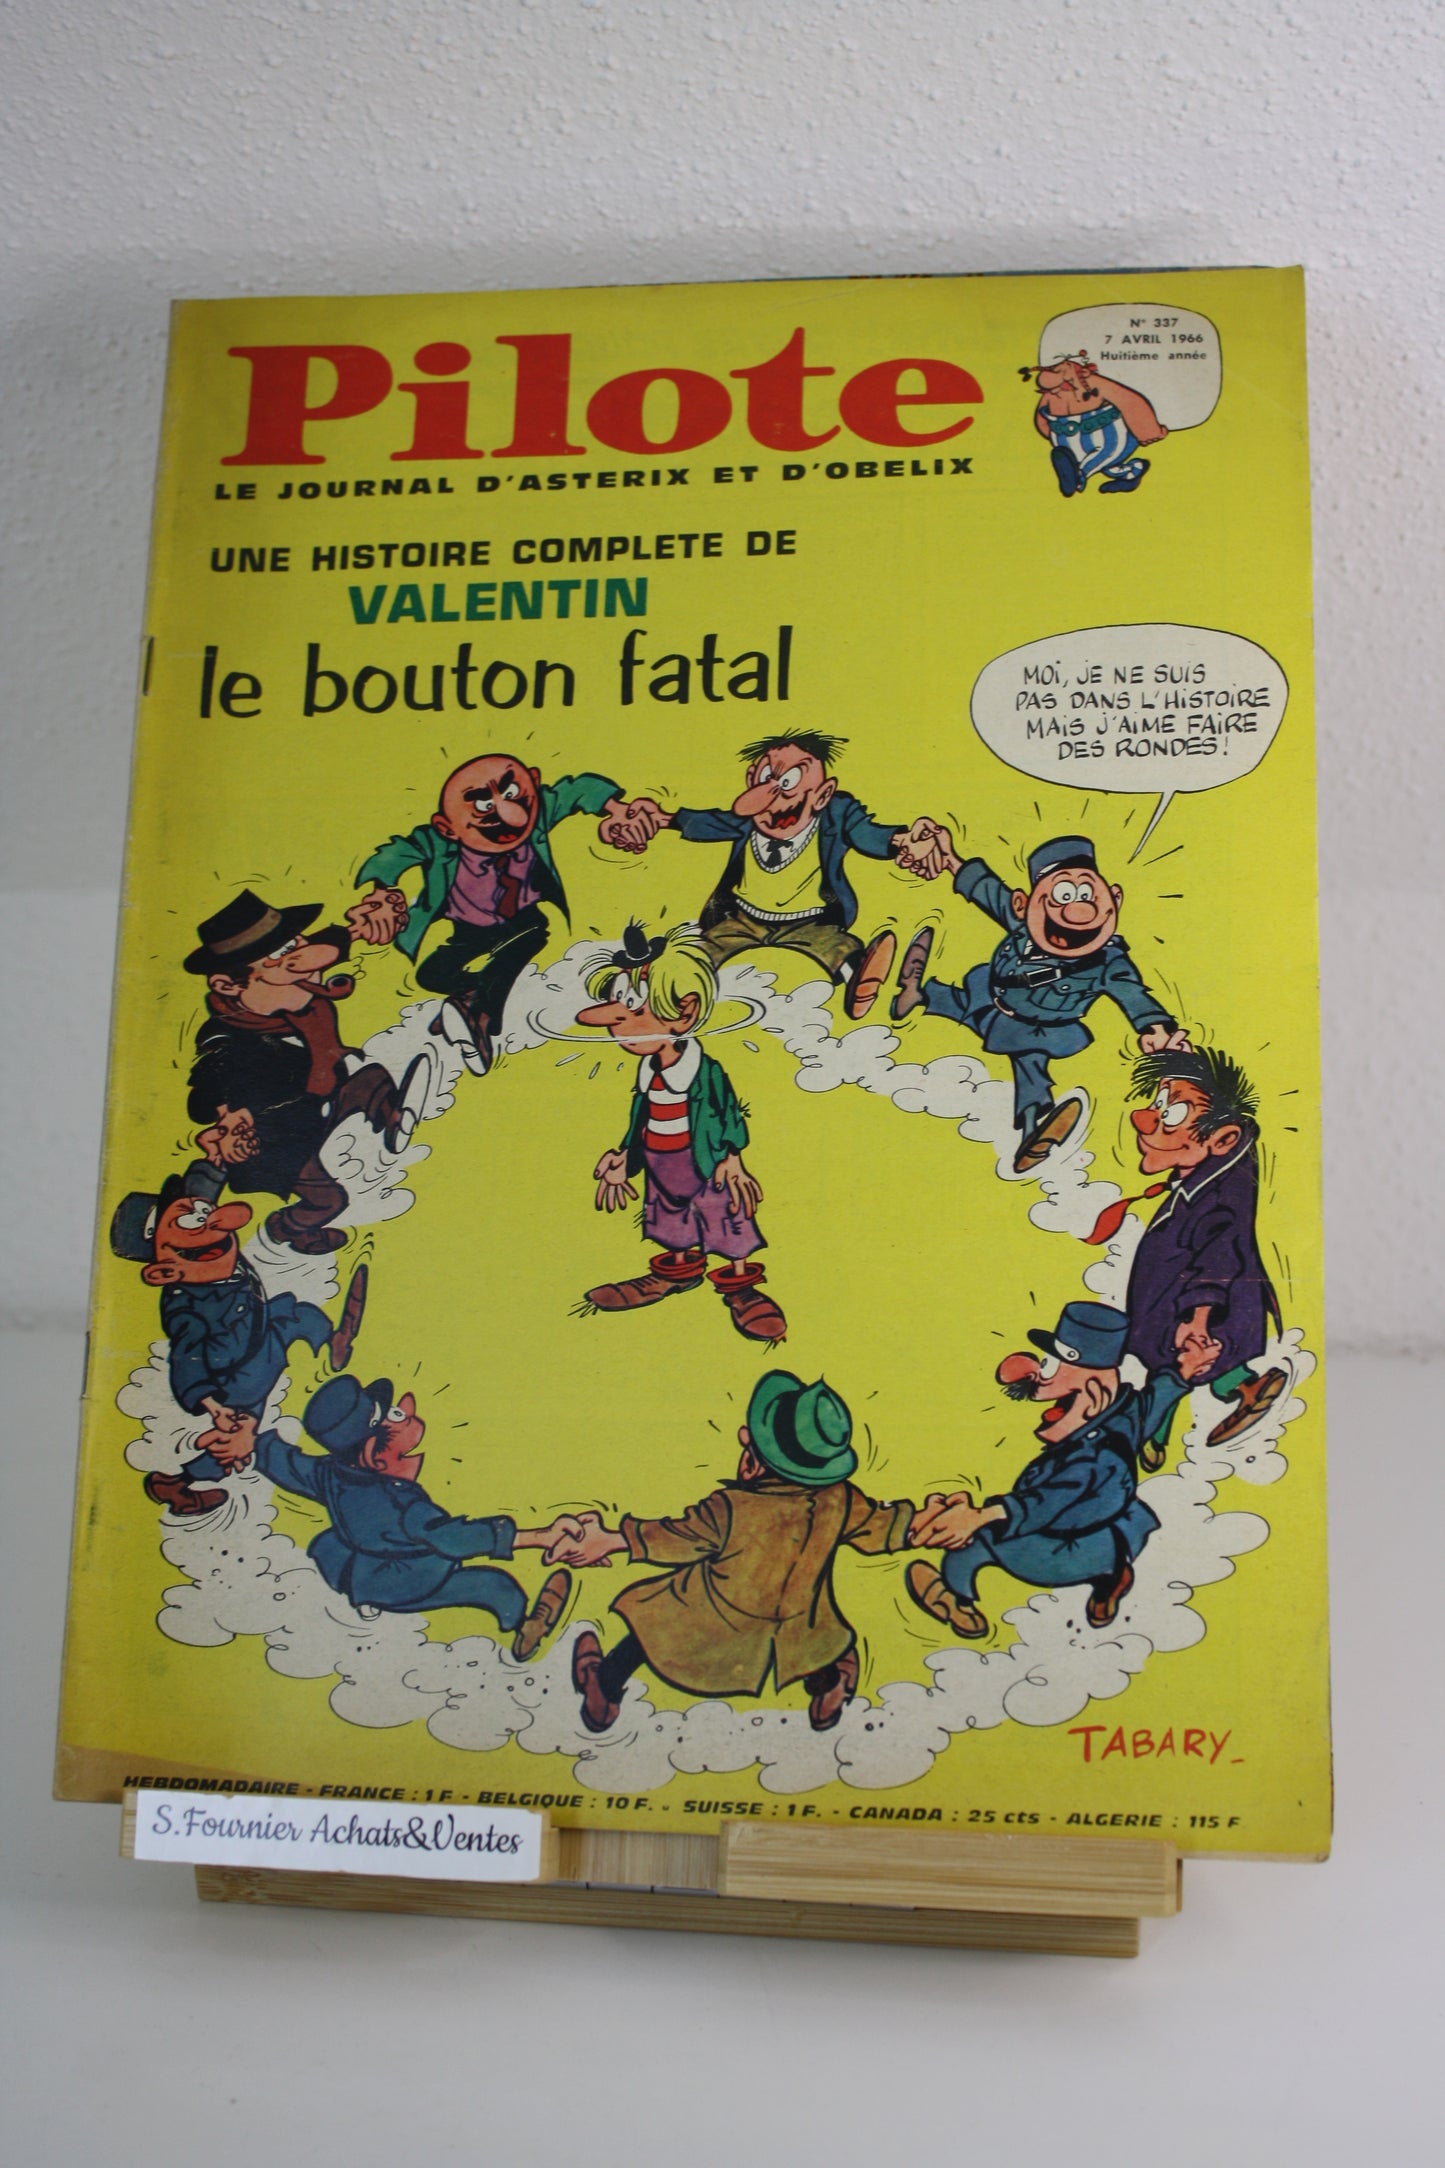 Pilote
LE JOURNAL D'ASTERIX ET D'OBELIX
N° 337
7 AVRIL 1966
Huitième année
UNE HISTOIRE COMPLETE DE
VALENTIN
le bouton fatal
MOI, JE NE SUIS
PAS DANS L'HISTOIRE
MAIS J'AIME FAIRE
DES RONDES!
TABARY_
HEBDOMADAIRE - FRANCE : 1 F - BELGIQUE : 10 F. - SUISSE : 1 F. - CANADA : 25 cts - ALGERIE : 115 F
S.Fournier Achats&Ventes